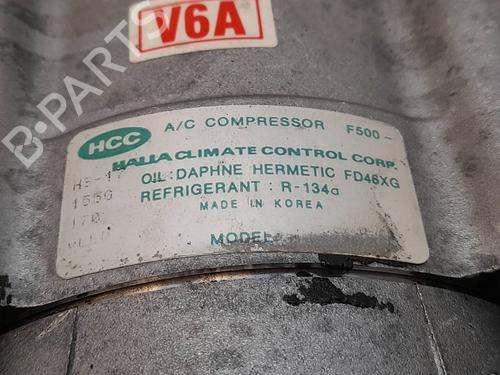 V6A
B-PARTS
HCC A/C COMPRESSOR F500-
HALLA CLIMATE CONTROL CORP.
OIL:DAPHNE HERMETIC FD46XG
REFRIGERANT : R-134a
MADE IN KOREA
MODEL